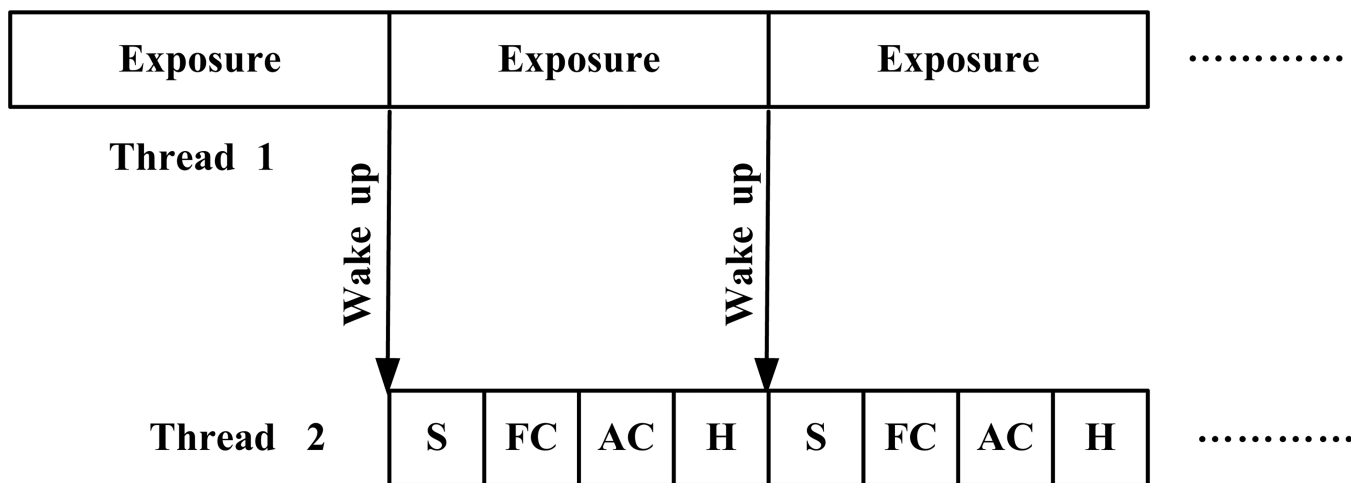 Exposure Exposure Exposure …………
Thread 1
Wake up
Wake up
Thread 2 S FC AC H S FC AC H …………